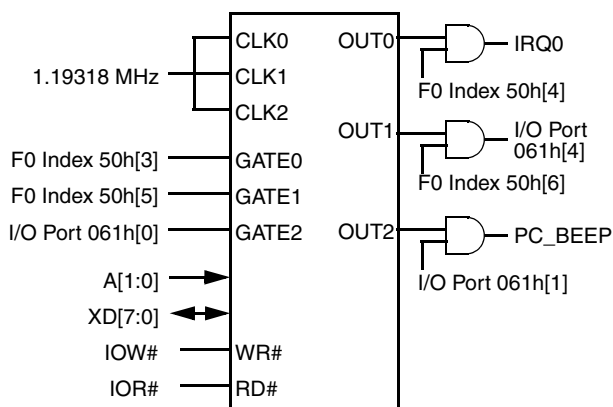 CLK0 OUT0 IRQ0
1.19318 MHz CLK1
F0 Index 50h[4]
CLK2
OUT1 I/O Port
061h[4]
F0 Index 50h[3] GATE0
F0 Index 50h[6]
F0 Index 50h[5] GATE1
I/O Port 061h[0] GATE2 OUT2 PC_BEEP
A[1:0]
I/O Port 061h[1]
XD[7:0]
IOW# WR#
IOR# RD#